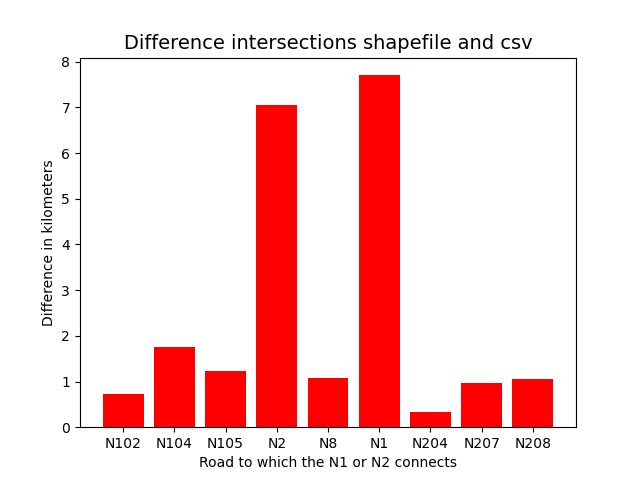 Difference intersections shapefile and csv
8
7
6
5
4
3
2
1
0
Difference in kilometers
N102 N104 N105 N2 N8 N1 N204 N207 N208
Road to which the N1 or N2 connects